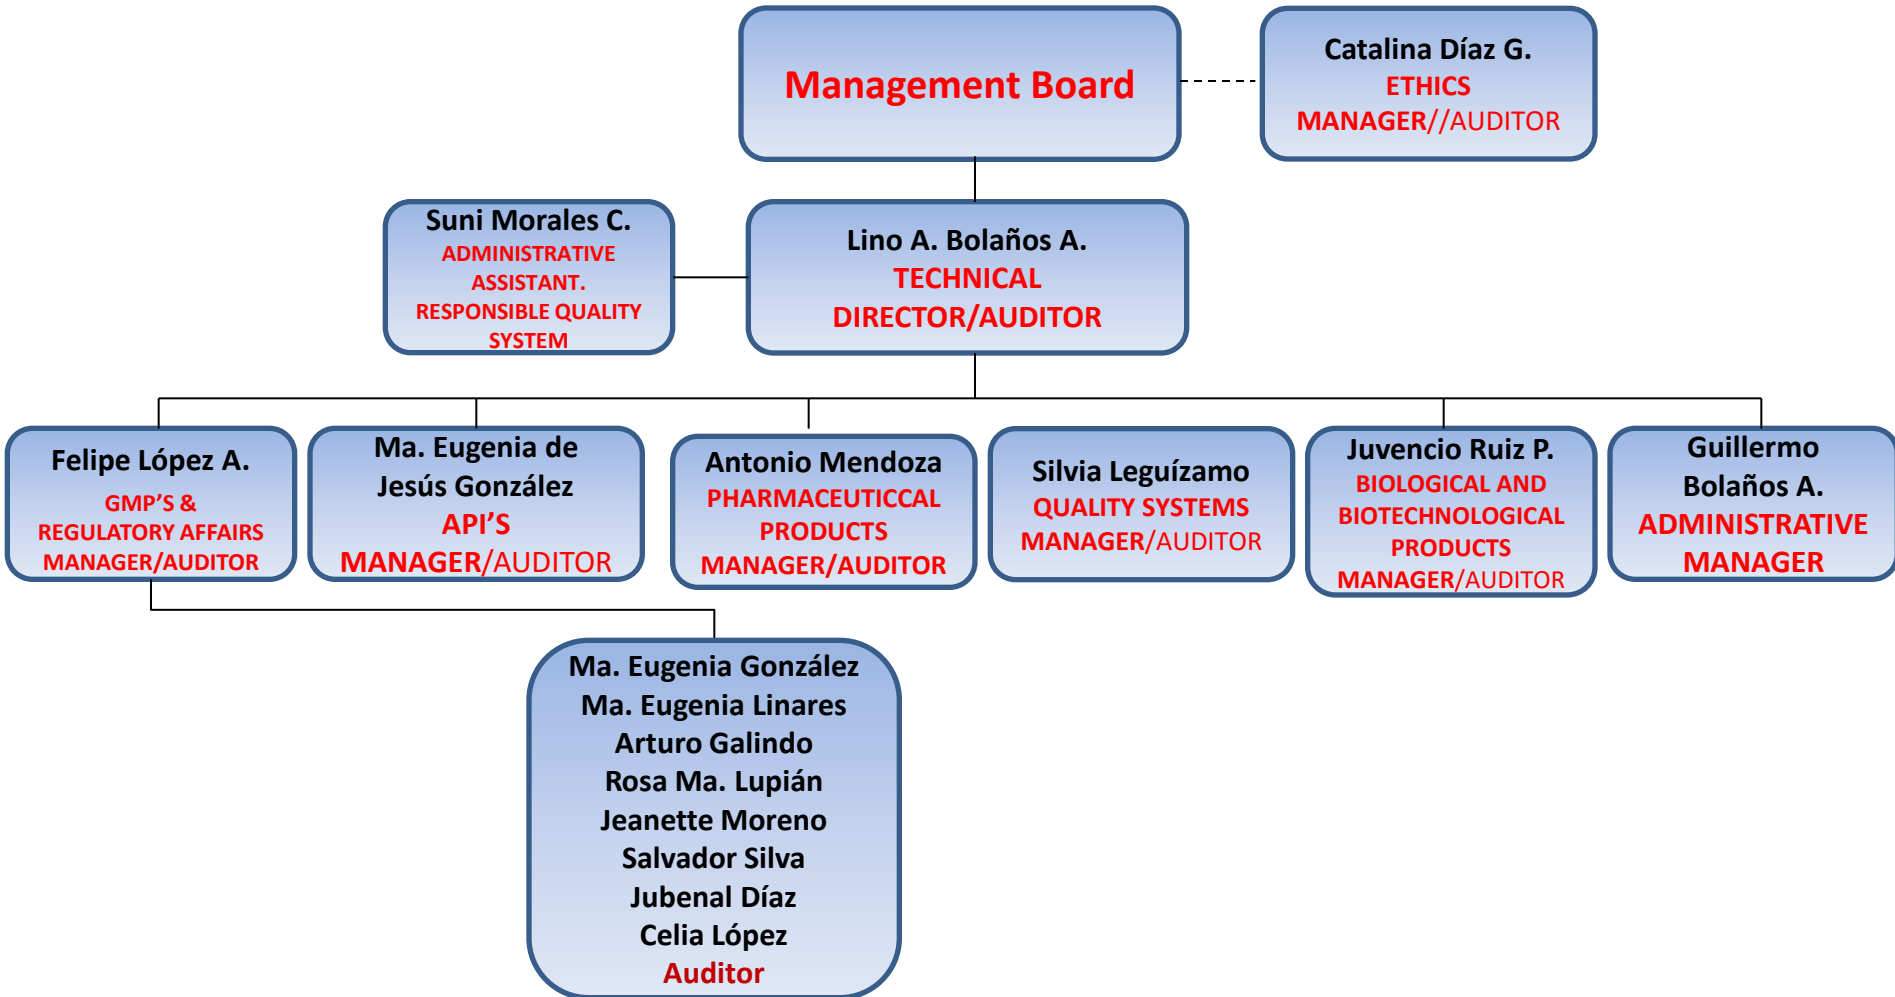 Management Board
Catalina Díaz G.
ETHICS
MANAGER//AUDITOR
Suni Morales C.
ADMINISTRATIVE
ASSISTANT.
RESPONSIBLE QUALITY
SYSTEM
Lino A. Bolaños A.
TECHNICAL
DIRECTOR/AUDITOR
Felipe López A.
GMP'S &
REGULATORY AFFAIRS
MANAGER/AUDITOR
Ma. Eugenia de
Jesús González
API'S
MANAGER/AUDITOR
Antonio Mendoza
PHARMACEUTICCAL
PRODUCTS
MANAGER/AUDITOR
Silvia Leguízamo
QUALITY SYSTEMS
MANAGER/AUDITOR
Juvencio Ruiz P.
BIOLOGICAL AND
BIOTECHNOLOGICAL
PRODUCTS
MANAGER/AUDITOR
Guillermo
Bolaños A.
ADMINISTRATIVE
MANAGER
Ma. Eugenia González
Ma. Eugenia Linares
Arturo Galindo
Rosa Ma. Lupián
Jeanette Moreno
Salvador Silva
Jubenal Díaz
Celia López
Auditor